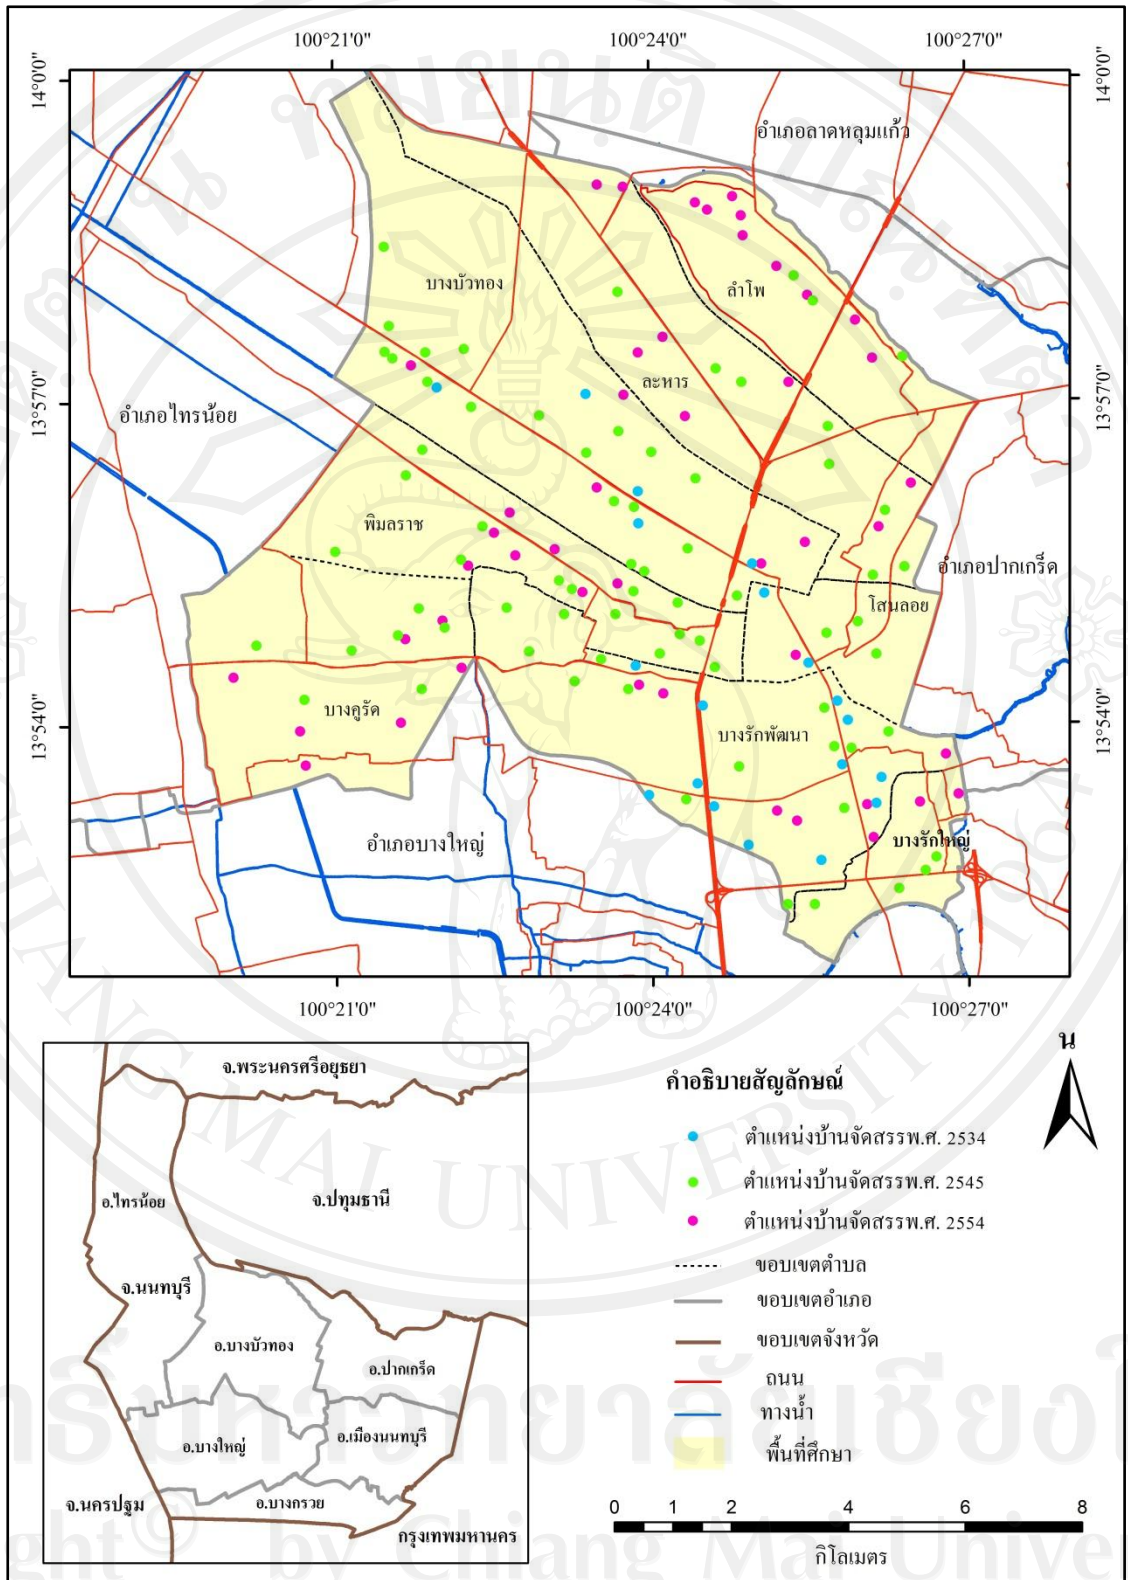 100°21'0" 100°24'0" 100°27'0"
14°0'0" 14°0'0"
อำเภอลาดหลุมแก้ว
บางบัวทอง
ลำโพ
ละหาร
13°57'0" 13°57'0"
อำเภอไทรน้อย
พิมลราช
อำเภอปากเกร็ด
โสนลอย
บางคูรัด
บางรักพัฒนา
13°54'0" 13°54'0"
อำเภอบางใหญ่
บางรักใหญ่
100°21'0" 100°24'0" 100°27'0"
น
จ.พระนครศรีอยุธยา
อ.ไทรน้อย
จ.ปทุมธานี
จ.นนทบุรี
อ.บางบัวทอง
อ.ปากเกร็ด
อ.บางใหญ่
อ.เมืองนนทบุรี
จ.นครปฐม
อ.บางกรวย
กรุงเทพมหานคร
คำอธิบายสัญลักษณ์
ตำแหน่งบ้านจัดสรรพ.ศ. 2534
ตำแหน่งบ้านจัดสรรพ.ศ. 2545
ตำแหน่งบ้านจัดสรรพ.ศ. 2554
ขอบเขตตำบล
ขอบเขตอำเภอ
ขอบเขตจังหวัด
ถนน
ทางน้ำ
พื้นที่ศึกษา
0 1 2 4 6 8
กิโลเมตร
CHIANG MAI UNIVERSITY 1964
ight © by Chiang Mai Unive